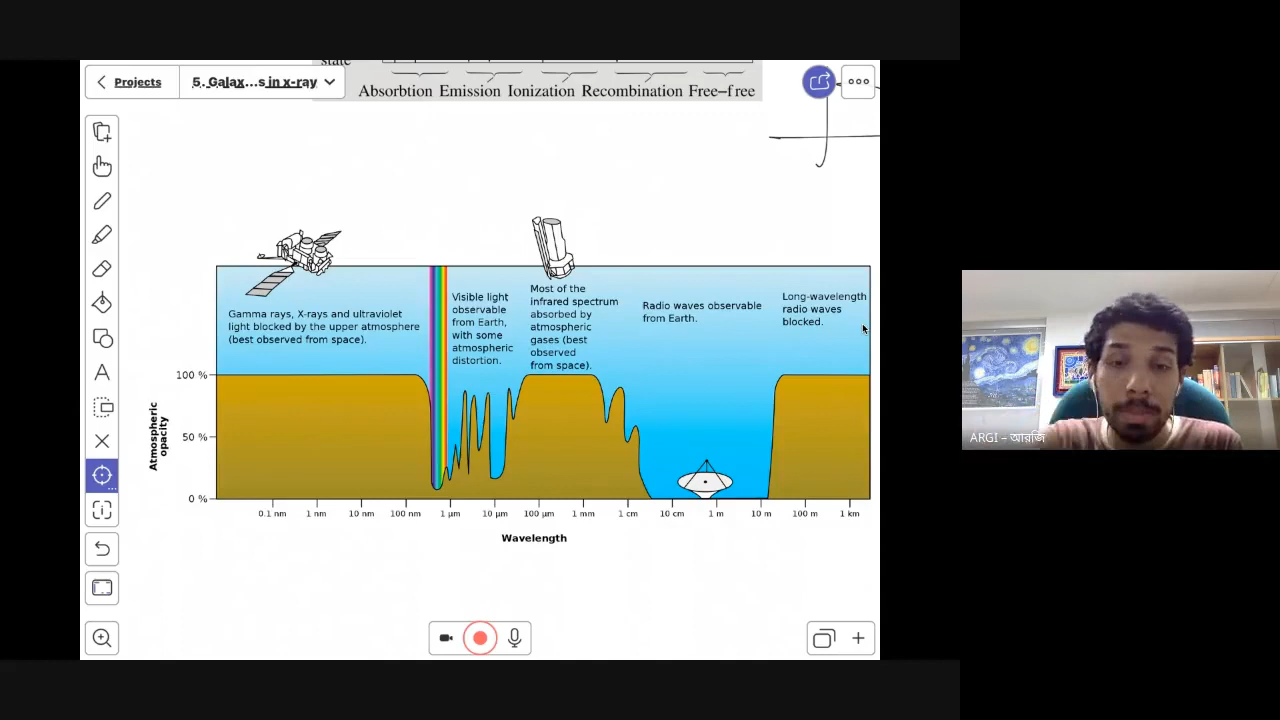 state
Projects
5. Galax...s in x-ray
Absorbtion Emission Ionization Recombination Free–free
Gamma rays, X-rays and ultraviolet
light blocked by the upper atmosphere
(best observed from space).
Visible light
observable
from Earth,
with some
atmospheric
distortion.
Most of the
infrared spectrum
absorbed by
atmospheric
gases (best
observed
from space).
Radio waves observable
from Earth.
Long-wavelength
radio waves
blocked.
100 %
50 %
0 %
Atmospheric
opacity
0.1 nm
1 nm
10 nm
100 nm
1 µm
10 µm
100 µm
1 mm
1 cm
10 cm
1 m
10 m
100 m
1 km
Wavelength
ARGI – আরজি